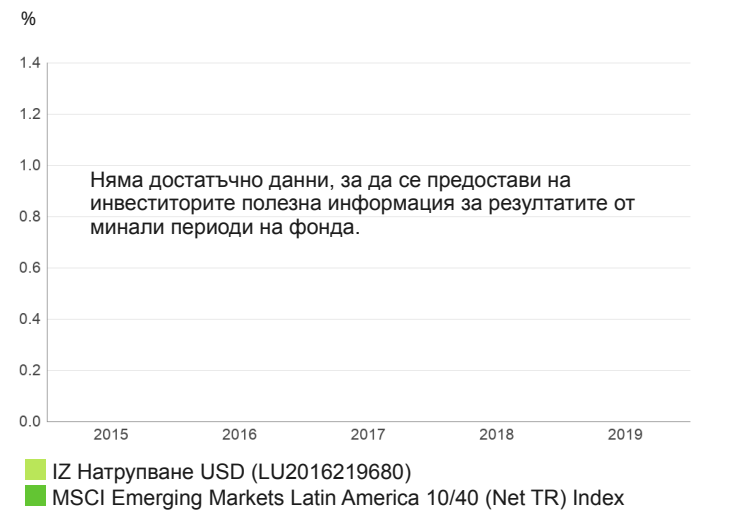 %
1.4
1.2
1.0
Няма достатъчно данни, за да се предостави на
инвеститорите полезна информация за резултатите от
минали периоди на фонда.
0.8
0.6
0.4
0.2
0.0
2015 2016 2017 2018 2019
IZ Натрупване USD (LU2016219680)
MSCI Emerging Markets Latin America 10/40 (Net TR) Index